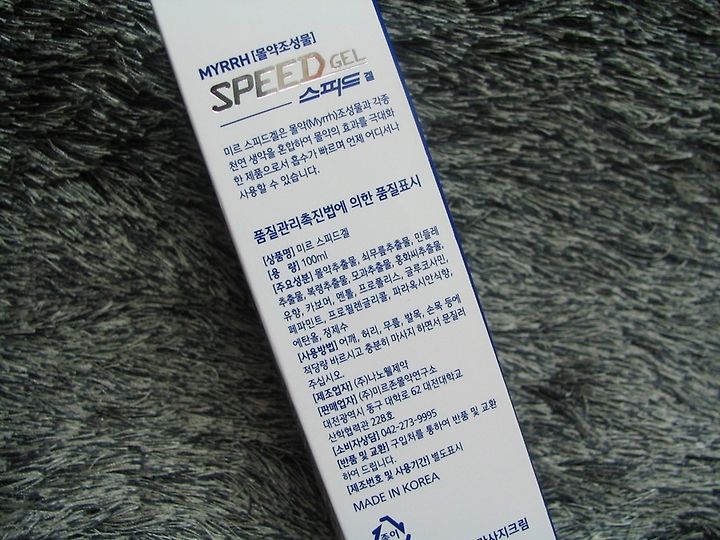 MYRRH [몰약조성물]
SPEED GEL
스피드 겔
미르 스피드겔은 몰약(Myrrh)조성물과 각종
천연 생약을 혼합하여 몰약의 효과를 극대화
한 제품으로서 흡수가 빠르며 언제 어디서나
사용할 수 있습니다.
품질관리촉진법에 의한 품질표시
[상품명] 미르 스피드겔
[용 량] 100ml
[주요성분] 몰약추출물, 쇠무릎추출물, 민들레
추출물, 복령추출물, 모과추출물, 홍화씨추출물,
유향, 카보머, 멘톨, 프로폴리스, 글루코사민,
페파민트, 프로필렌글리콜, 파라옥시안식향,
에탄올, 정제수
[사용방법] 어깨, 허리, 무릎, 발목, 손목 등에
적당량 바르시고 충분히 마사지 하면서 문질러
주십시오.
[제조업자] (주)나노웰제약
[판매업자] (주)미르존몰약연구소
대전광역시 동구 대학로 62 대전대학교
산학협력관 228호
[소비자상담] 042-273-9995
[반품 및 교환] 구입처를 통하여 반품 및 교환
하여 드립니다.
[제조번호 및 사용기간] 별도표시
MADE IN KOREA
종이
사지크림